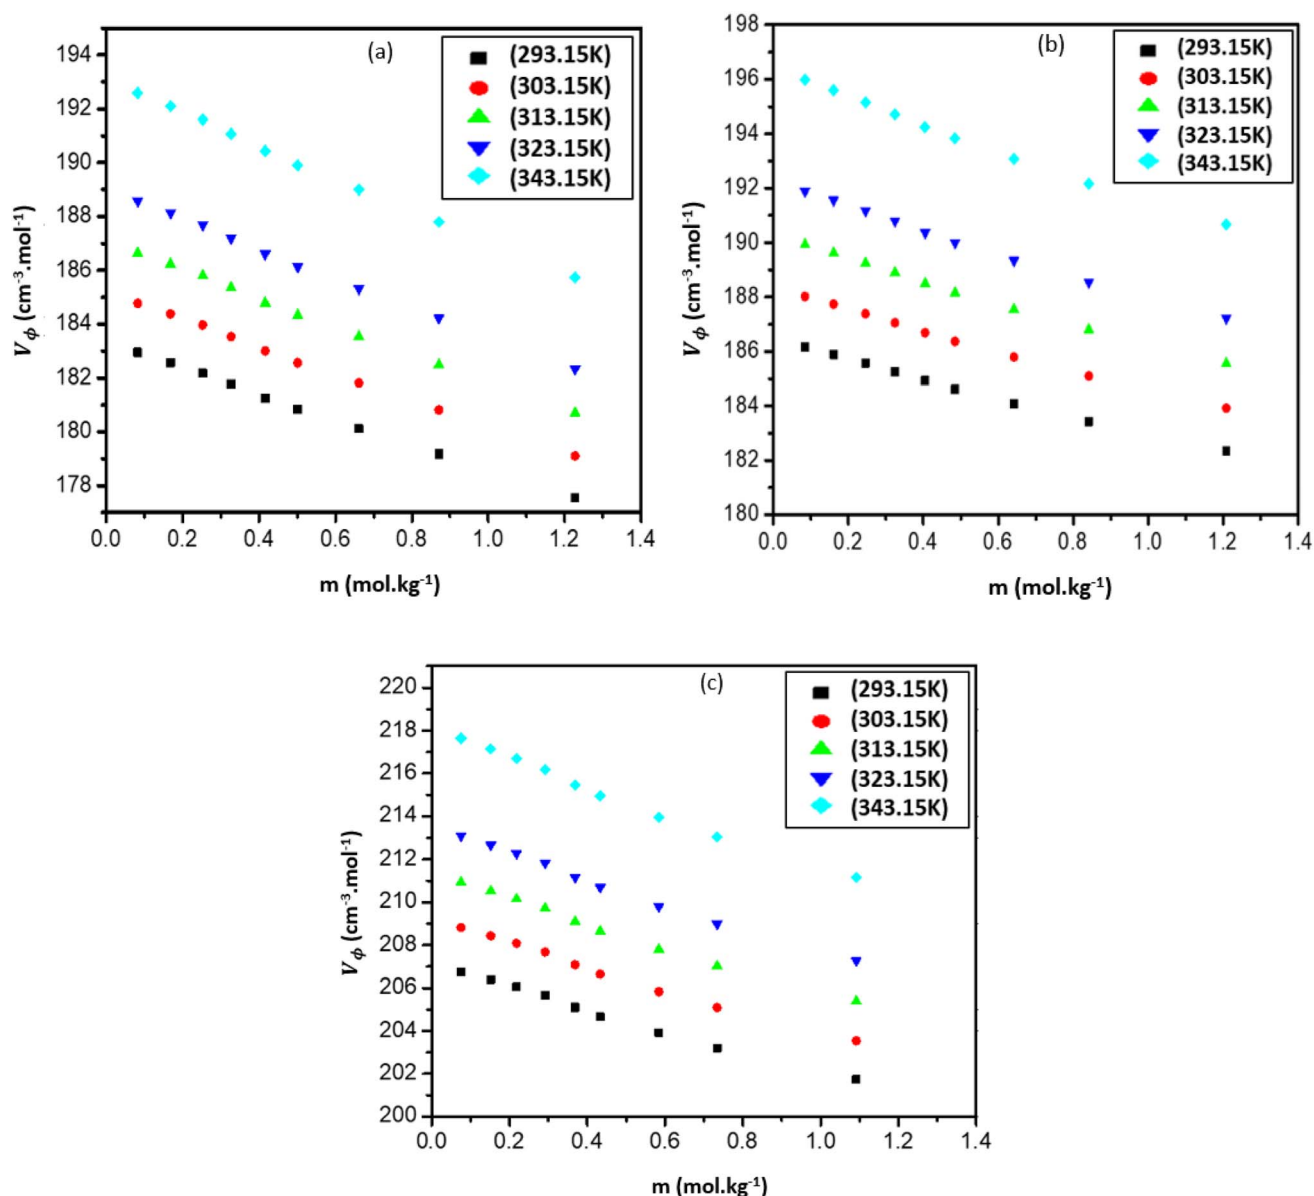 (a)
(293.15K)
(303.15K)
(313.15K)
(323.15K)
(343.15K)
194
192
190
188
186
184
182
180
178
V𝜙 (cm⁻³.mol⁻¹)
0.0 0.2 0.4 0.6 0.8 1.0 1.2 1.4
m (mol.kg⁻¹)
(b)
(293.15K)
(303.15K)
(313.15K)
(323.15K)
(343.15K)
198
196
194
192
190
188
186
184
182
180
V𝜙 (cm⁻³.mol⁻¹)
0.0 0.2 0.4 0.6 0.8 1.0 1.2 1.4
m (mol.kg⁻¹)
(c)
(293.15K)
(303.15K)
(313.15K)
(323.15K)
(343.15K)
220
218
216
214
212
210
208
206
204
202
200
V𝜙 (cm⁻³.mol⁻¹)
0.0 0.2 0.4 0.6 0.8 1.0 1.2 1.4
m (mol.kg⁻¹)